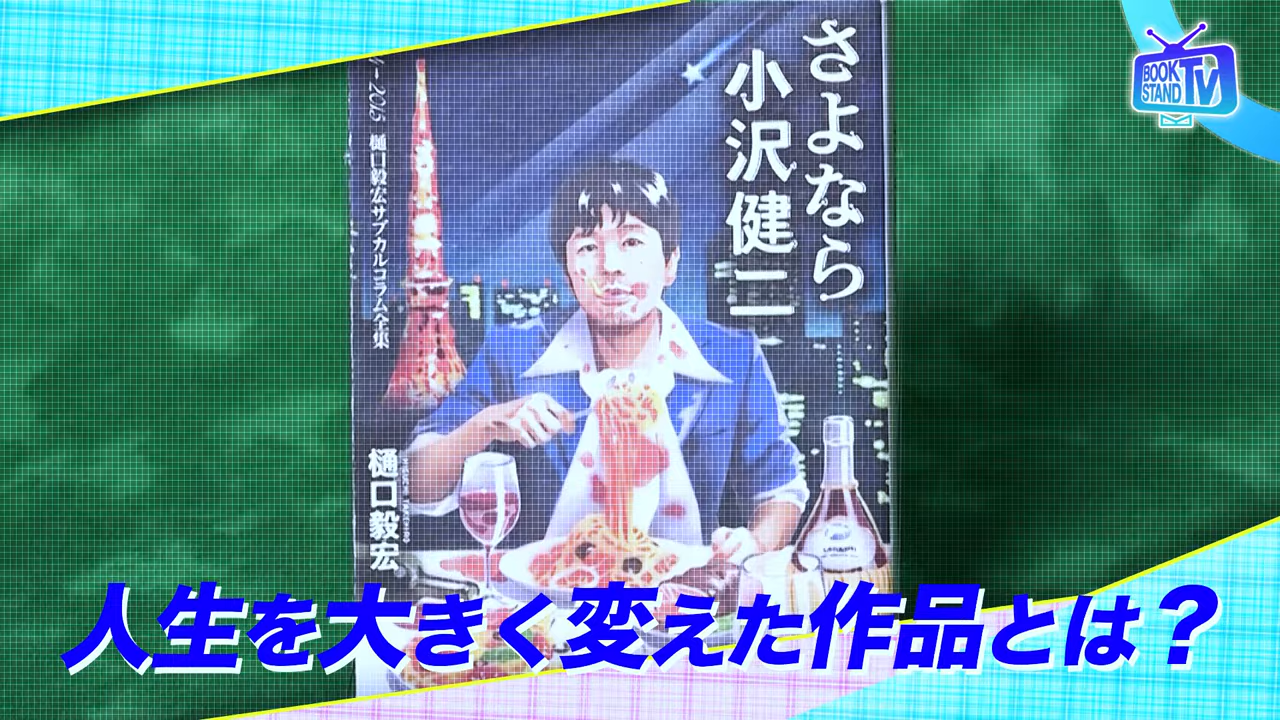 BOOK
STAND
TV
さよなら
小沢健二
-2015 樋口毅宏サブカルコラム全集
樋口毅宏
人生を大きく変えた作品とは？